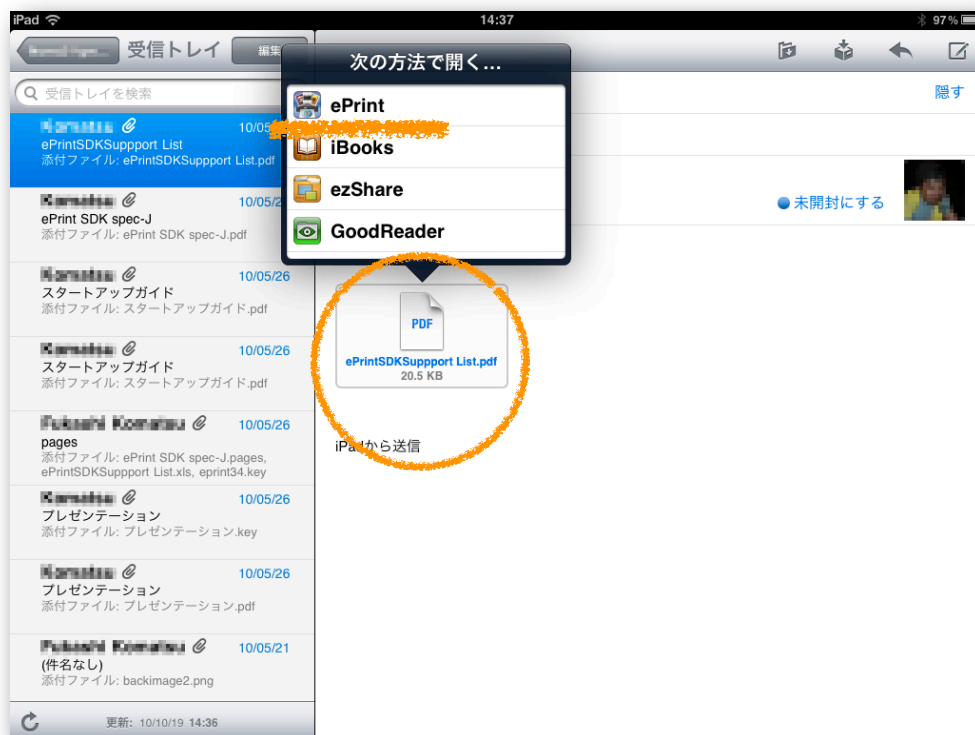 iPad
14:37
97%
受信トレイ
編集
受信トレイを検索
10/05
ePrintSDKSuppport List
添付ファイル: ePrintSDKSuppport List.pdf
10/05/2
ePrint SDK spec-J
添付ファイル: ePrint SDK spec-J.pdf
10/05/26
スタートアップガイド
添付ファイル: スタートアップガイド.pdf
10/05/26
スタートアップガイド
添付ファイル: スタートアップガイド.pdf
10/05/26
pages
添付ファイル: ePrint SDK spec-J.pages,
ePrintSDKSuppport List.xls, eprint34.key
10/05/26
プレゼンテーション
添付ファイル: プレゼンテーション.key
10/05/26
プレゼンテーション
添付ファイル: プレゼンテーション.pdf
10/05/21
(件名なし)
添付ファイル: backimage2.png
更新: 10/10/19 14:36
次の方法で開く...
ePrint
iBooks
ezShare
GoodReader
隠す
未開封にする
PDF
ePrintSDKSuppport List.pdf
20.5 KB
iPadから送信